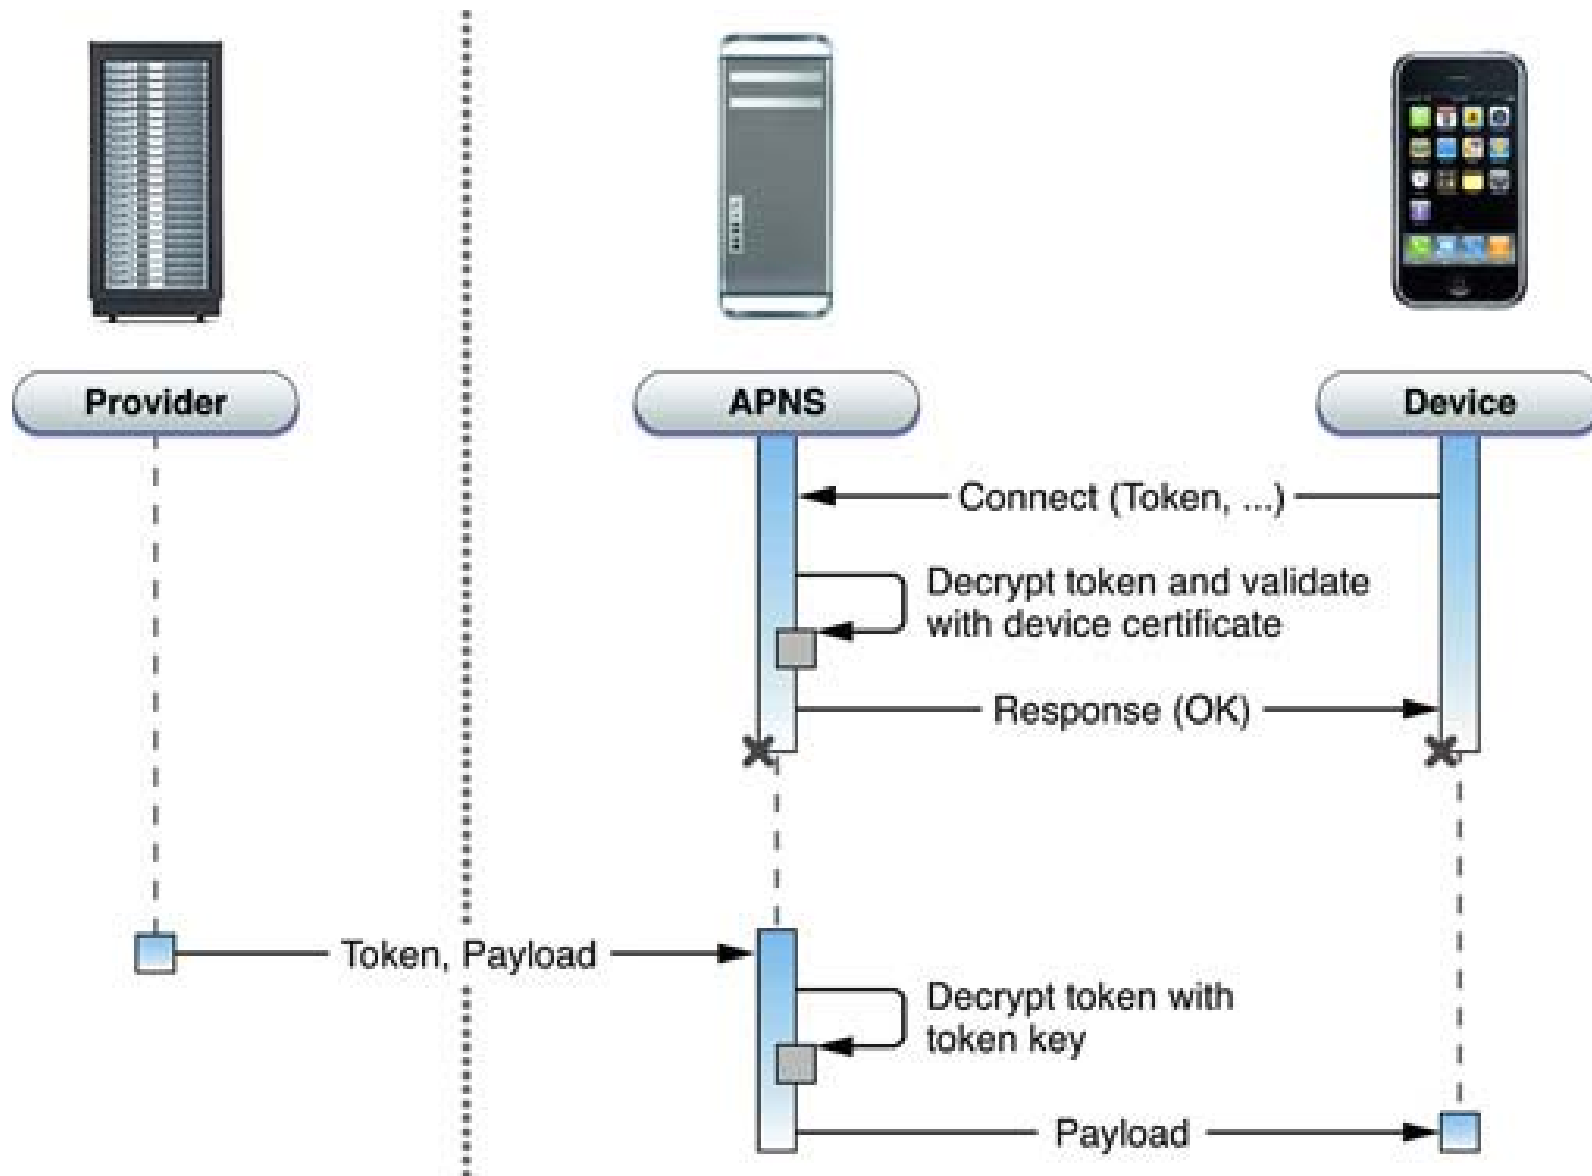 Provider
APNS
Device
Connect (Token, ...)
Decrypt token and validate
with device certificate
Response (OK)
Token, Payload
Decrypt token with
token key
Payload